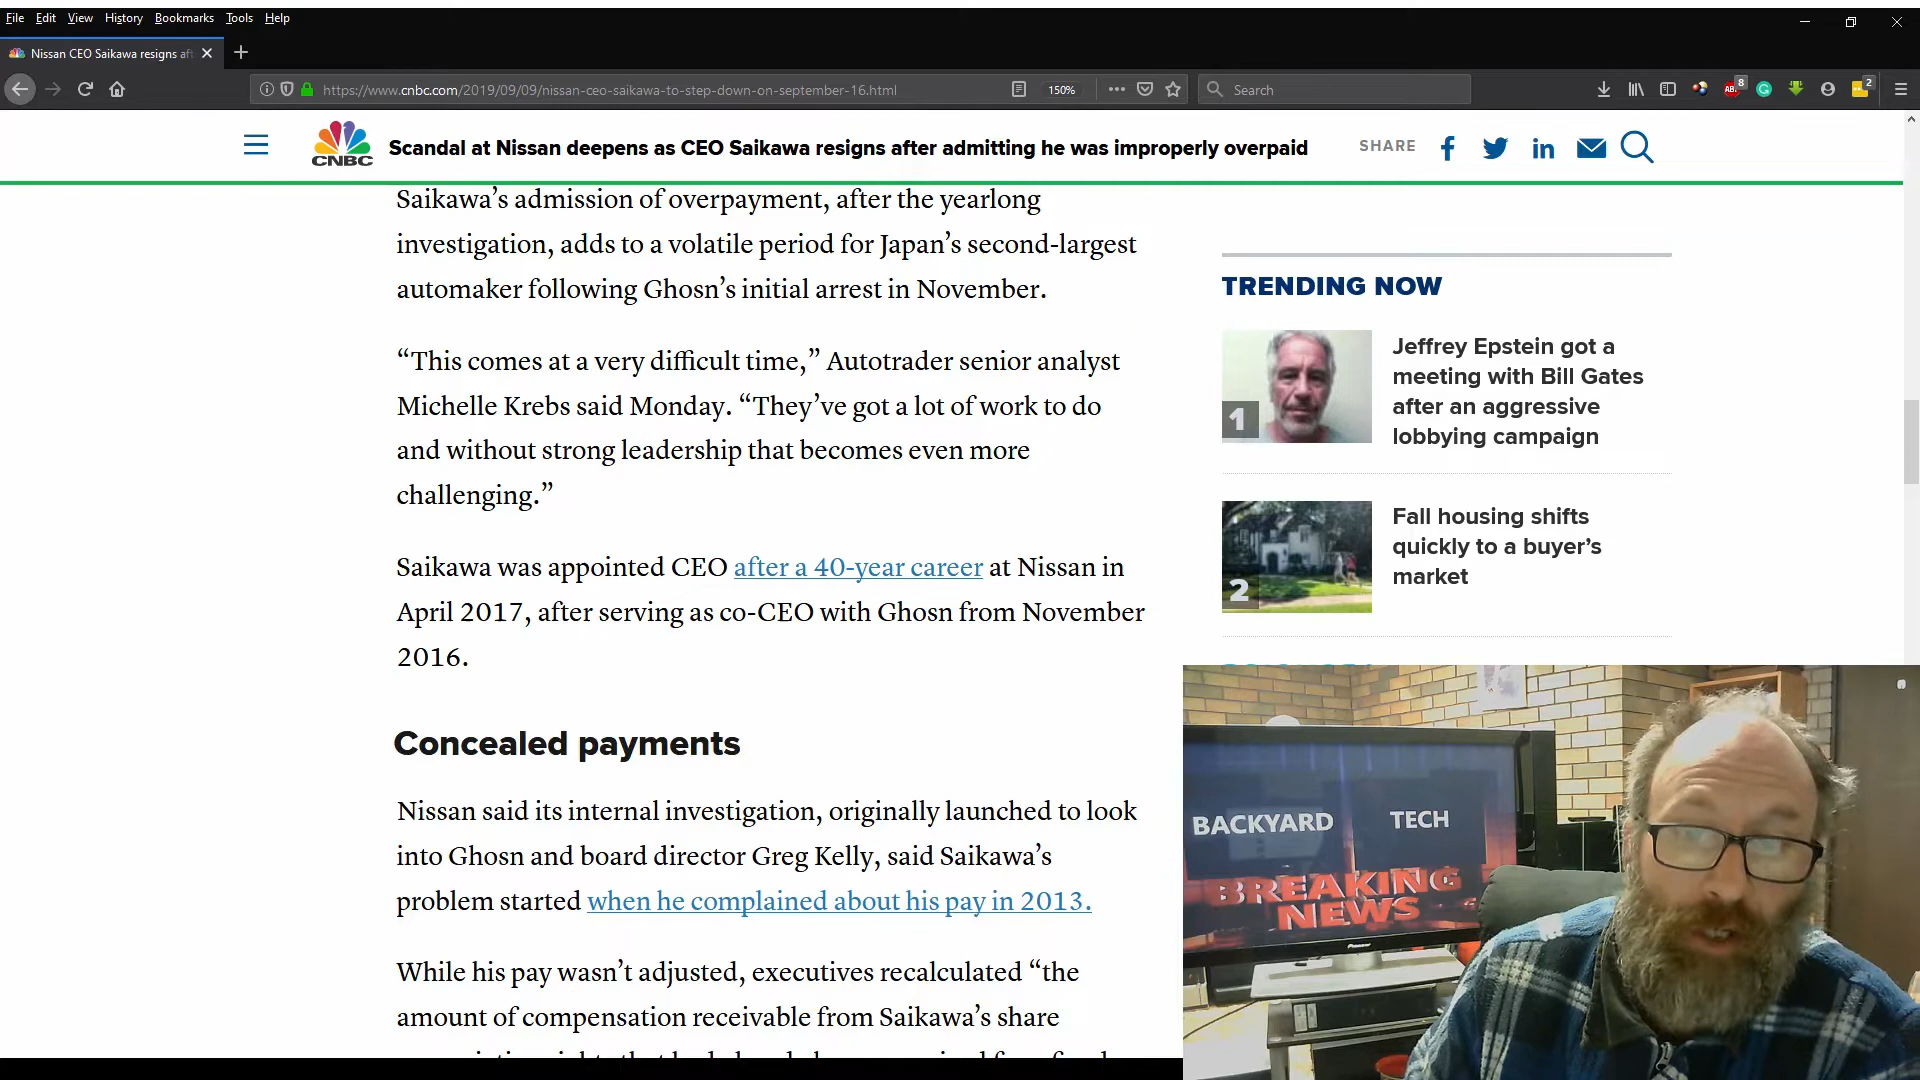 File Edit View History Bookmarks Tools Help
Nissan CEO Saikawa resigns aft
https://www.cnbc.com/2019/09/09/nissan-ceo-saikawa-to-step-down-on-september-16.html
150%
Search
8
2
CNBC
Scandal at Nissan deepens as CEO Saikawa resigns after admitting he was improperly overpaid
SHARE
Saikawa’s admission of overpayment, after the yearlong
investigation, adds to a volatile period for Japan’s second-largest
automaker following Ghosn’s initial arrest in November.
“This comes at a very difficult time,” Autotrader senior analyst
Michelle Krebs said Monday. “They’ve got a lot of work to do
and without strong leadership that becomes even more
challenging.”
Saikawa was appointed CEO after a 40-year career at Nissan in
April 2017, after serving as co-CEO with Ghosn from November
2016.
Concealed payments
Nissan said its internal investigation, originally launched to look
into Ghosn and board director Greg Kelly, said Saikawa’s
problem started when he complained about his pay in 2013.
While his pay wasn’t adjusted, executives recalculated “the
amount of compensation receivable from Saikawa’s share
TRENDING NOW
1
Jeffrey Epstein got a
meeting with Bill Gates
after an aggressive
lobbying campaign
2
Fall housing shifts
quickly to a buyer’s
market
BACKYARD TECH
BREAKING
NEWS
Pioneer